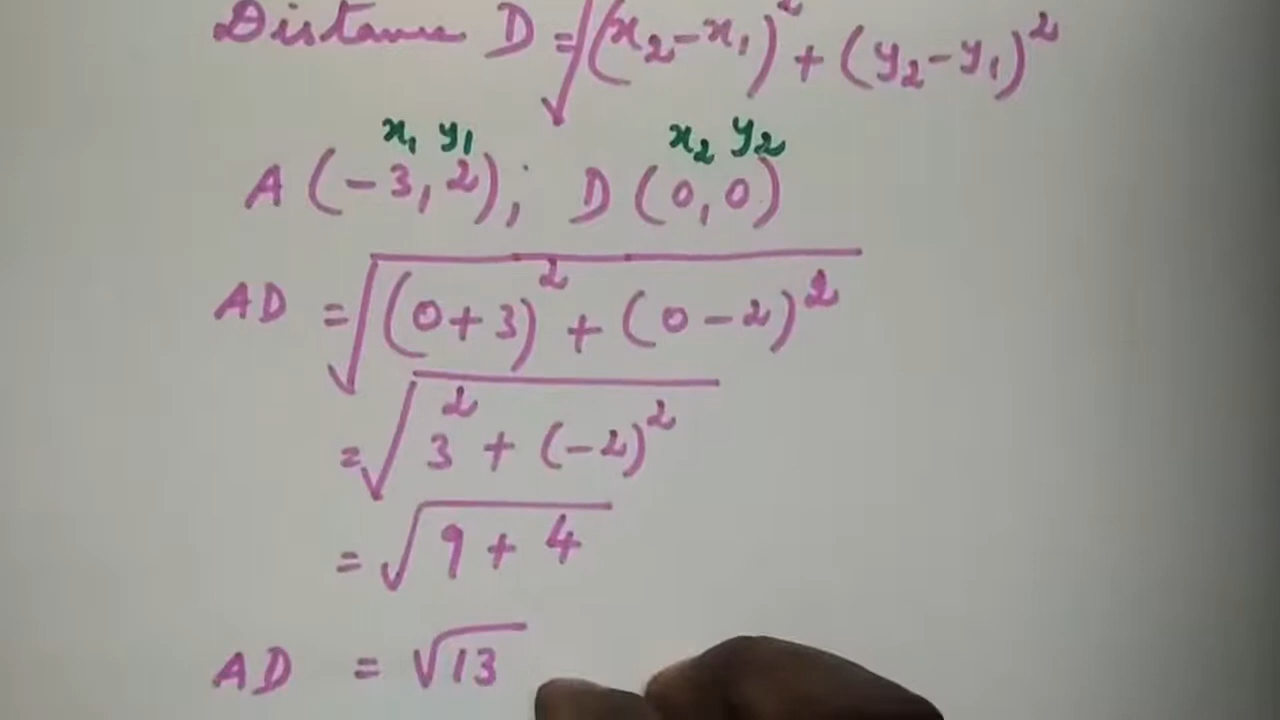 Distance D = √(x₂-x₁)² + (y₂-y₁)²
x₁ y₁ x₂ y₂
A (-3, 2); D (0,0)
AD = √(0+3)² + (0-2)²
= √3² + (-2)²
= √9 + 4
AD = √13